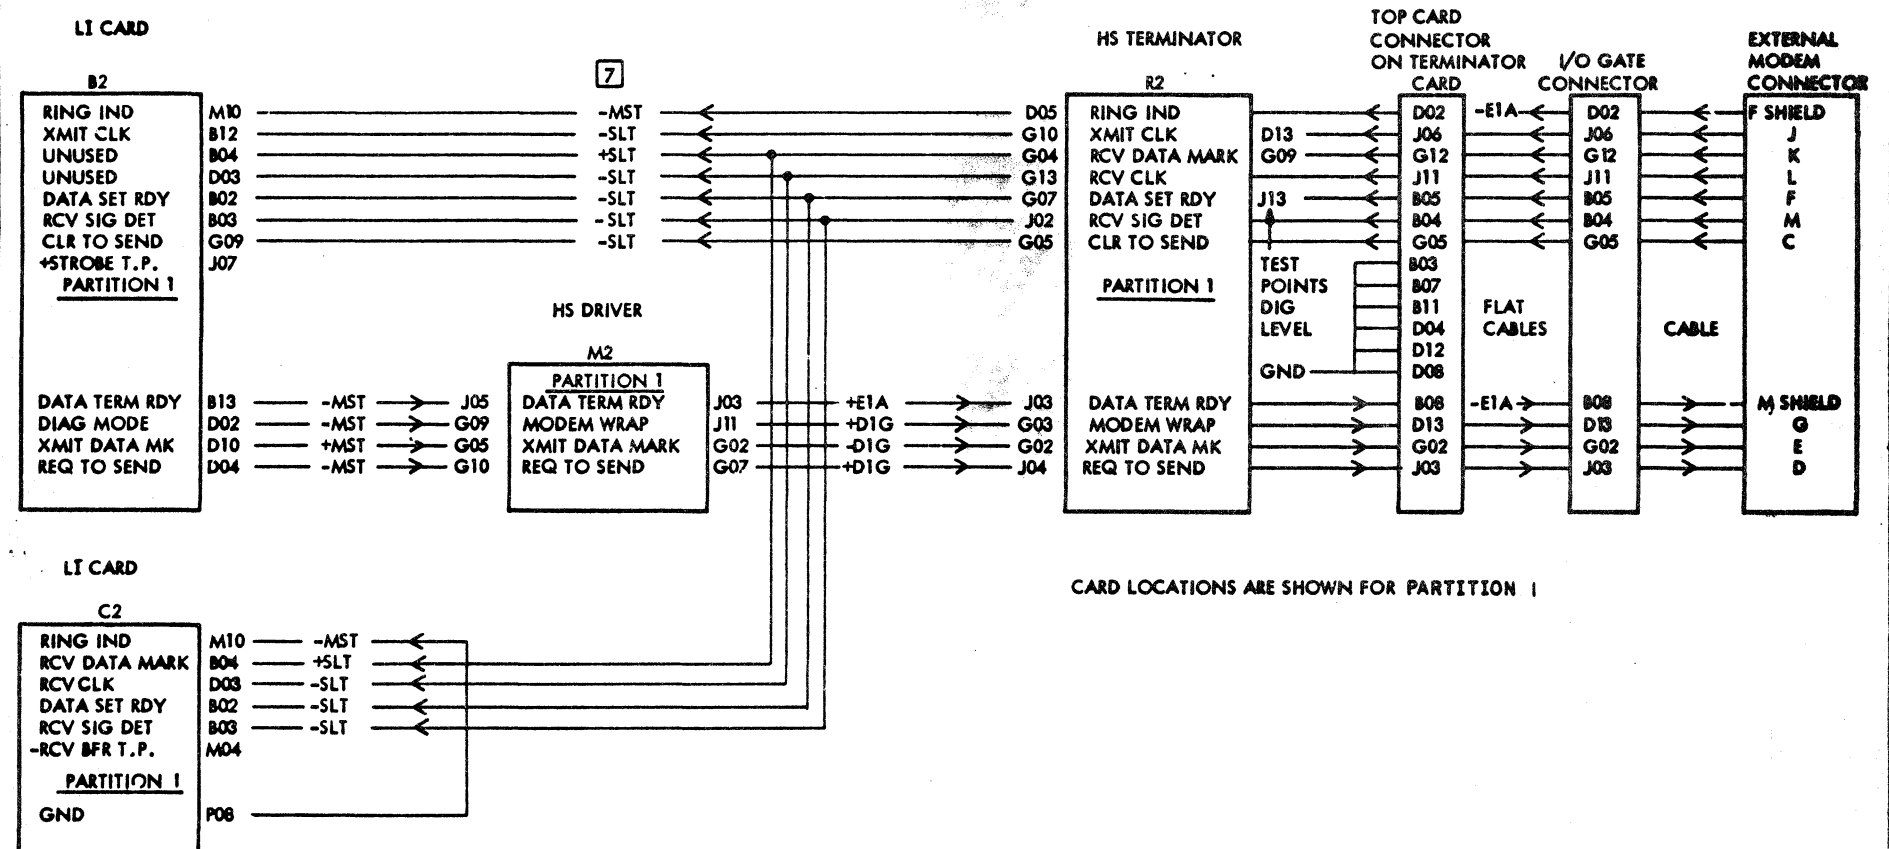 LI CARD
B2
7
HS TERMINATOR
R2
TOP CARD
CONNECTOR
ON TERMINATOR
CARD
I/O GATE
CONNECTOR
EXTERNAL
MODEM
CONNECTOR
RING IND M10 -MST D05 RING IND D02 -E1A D02 F SHIELD
XMIT CLK B12 -SLT G10 XMIT CLK D13 J06 J06 J
UNUSED B04 +SLT G04 RCV DATA MARK G09 G12 G12 K
UNUSED D03 -SLT G13 RCV CLK J11 J11 L
DATA SET RDY B02 -SLT G07 DATA SET RDY J13 B05 B05 F
RCV SIG DET B03 -SLT J02 RCV SIG DET B04 B04 M
CLR TO SEND G09 -SLT G05 CLR TO SEND G05 G05 C
+STROBE T.P. J07
PARTITION 1
PARTITION 1
TEST
POINTS
DIG
LEVEL
GND
B03
B07
B11
D04
D12
D08
FLAT
CABLES
CABLE
HS DRIVER
M2
PARTITION 1
DATA TERM RDY B13 -MST J05 DATA TERM RDY J03 +E1A J03 DATA TERM RDY B08 -E1A B08 M, SHIELD
DIAG MODE D02 -MST G09 MODEM WRAP J11 +D1G G03 MODEM WRAP D13 D13 G
XMIT DATA MK D10 +MST G05 XMIT DATA MARK G02 -D1G G02 XMIT DATA MK G02 G02 E
REQ TO SEND D04 -MST G10 REQ TO SEND G07 +D1G J04 REQ TO SEND J03 J03 D
LI CARD
C2
CARD LOCATIONS ARE SHOWN FOR PARTITION 1
RING IND M10 -MST
RCV DATA MARK B04 +SLT
RCV CLK D03 -SLT
DATA SET RDY B02 -SLT
RCV SIG DET B03 -SLT
-RCV BFR T.P. M04
PARTITION 1
GND P08